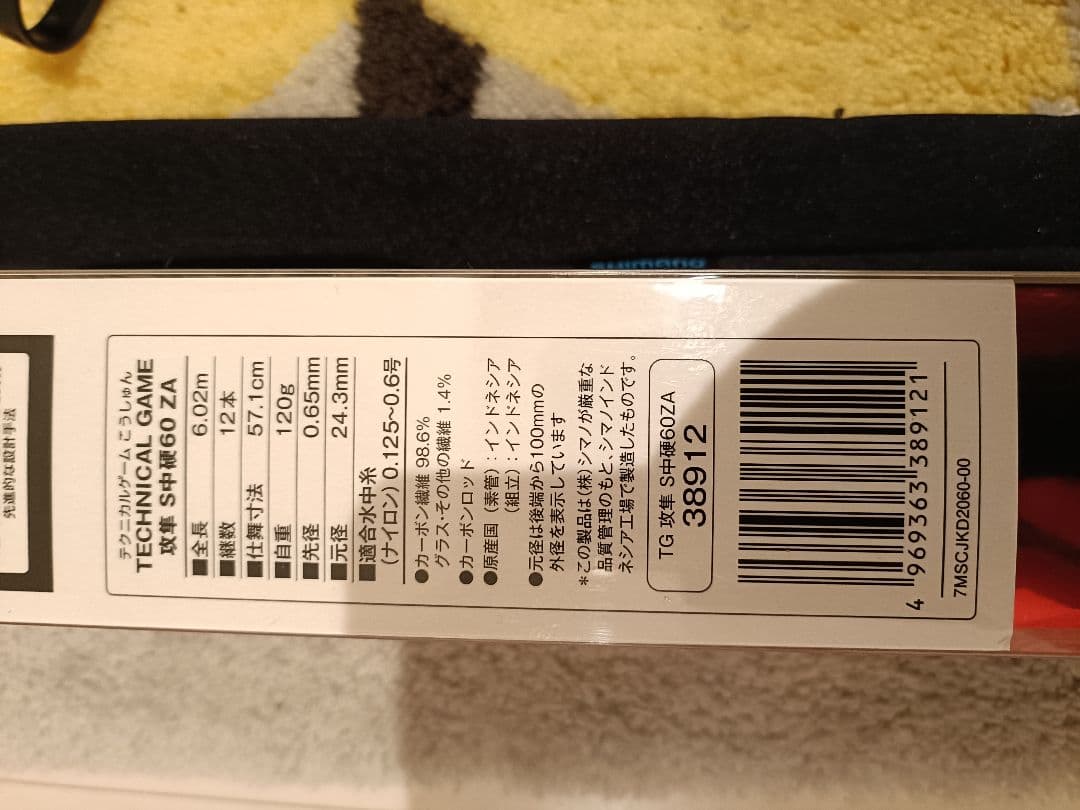 先進的な設計手法
shimano
テクニカルゲーム こうしゅん
TECHNICAL GAME
攻隼 S中硬60 ZA
■全長 6.02m
■継数 12本
■仕舞寸法 57.1cm
■自重 120g
■先径 0.65mm
■元径 24.3mm
■適合水中糸
(ナイロン) 0.125~0.6号
●カーボン繊維 98.6%
グラス・その他の繊維 1.4%
●カーボンロッド
●原産国 (素管):インドネシア
(組立):インドネシア
●元径は後端から100mmの
外径を表示しています
*この製品は(株)シマノが厳重な
品質管理のもと、シマノインド
ネシア工場で製造したものです。
TG 攻隼 S中硬60ZA
38912
4 969363 389121
7MSCJKD2060-00